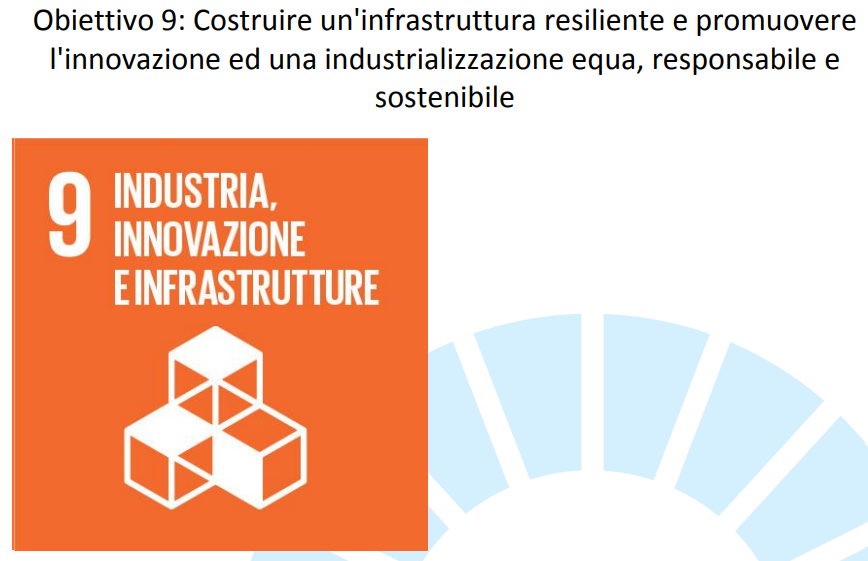 Obiettivo 9: Costruire un'infrastruttura resiliente e promuovere
l'innovazione ed una industrializzazione equa, responsabile e
sostenibile
9 INDUSTRIA,
INNOVAZIONE
E INFRASTRUTTURE